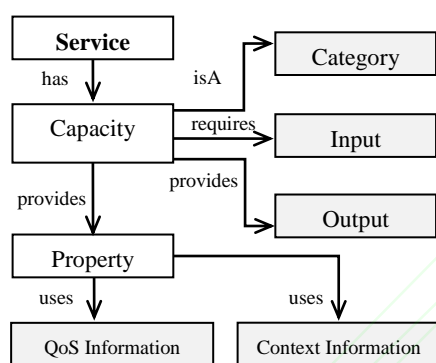 Service
Category
has
isA
Capacity
requires
Input
provides
provides
Output
Property
uses
uses
QoS Information
Context Information